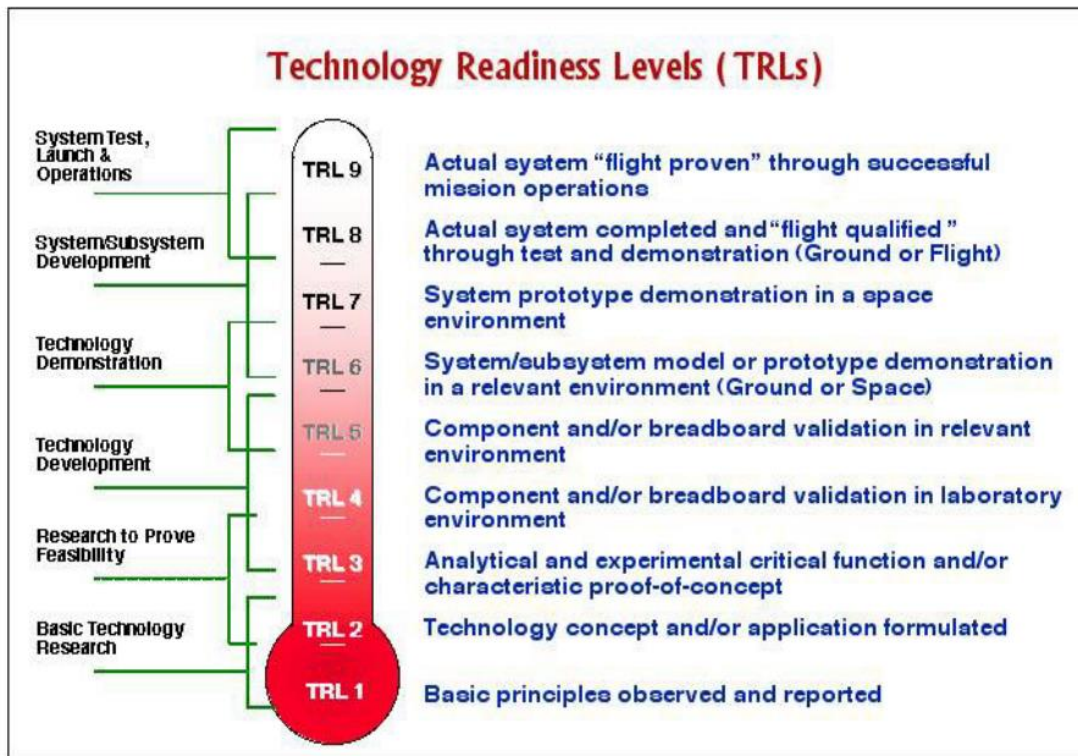 Technology Readiness Levels (TRLs)
System Test,
Launch &
Operations
System/Subsystem
Development
Technology
Demonstration
Technology
Development
Research to Prove
Feasibility
Basic Technology
Research
TRL 9
TRL 8
TRL 7
TRL 6
TRL 5
TRL 4
TRL 3
TRL 2
TRL 1
Actual system “flight proven” through successful
mission operations
Actual system completed and “flight qualified ”
through test and demonstration (Ground or Flight)
System prototype demonstration in a space
environment
System/subsystem model or prototype demonstration
in a relevant environment (Ground or Space)
Component and/or breadboard validation in relevant
environment
Component and/or breadboard validation in laboratory
environment
Analytical and experimental critical function and/or
characteristic proof-of-concept
Technology concept and/or application formulated
Basic principles observed and reported